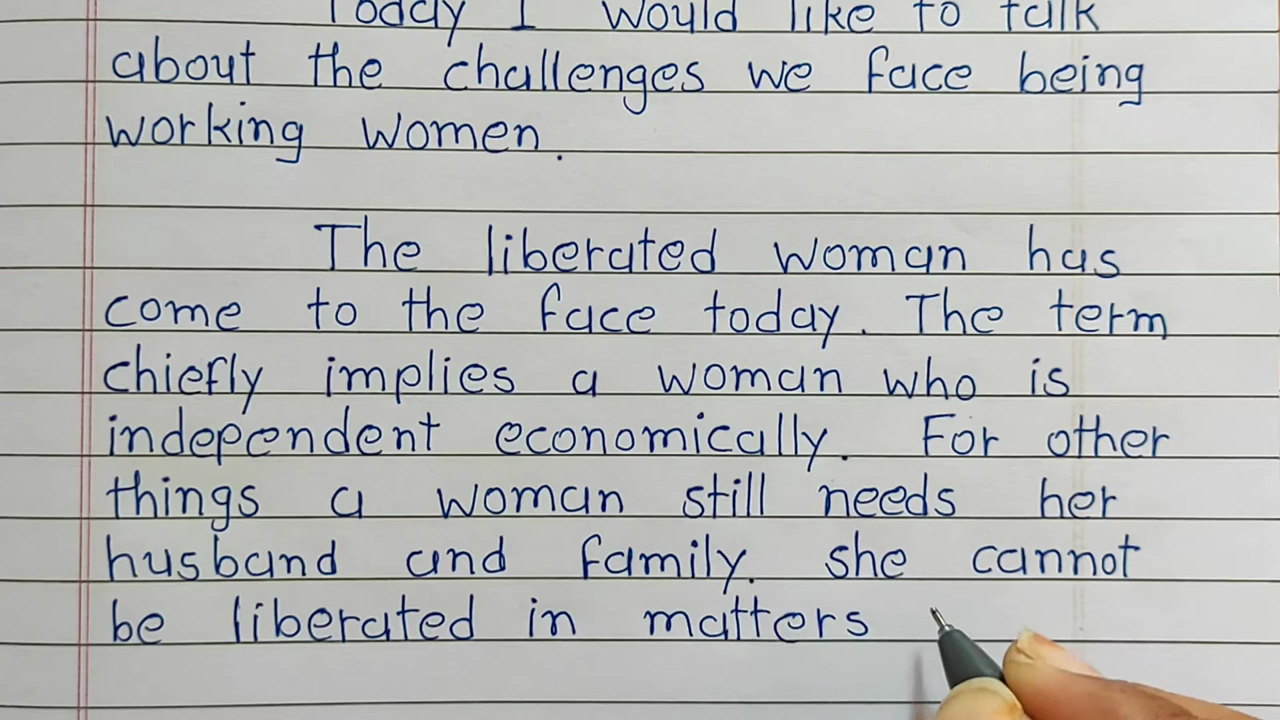 Today I would like to talk
about the challenges we face being
working women.
The liberated woman has
come to the face today. The term
chiefly implies a woman who is
independent economically. For other
things a woman still needs her
husband and family. she cannot
be liberated in matters